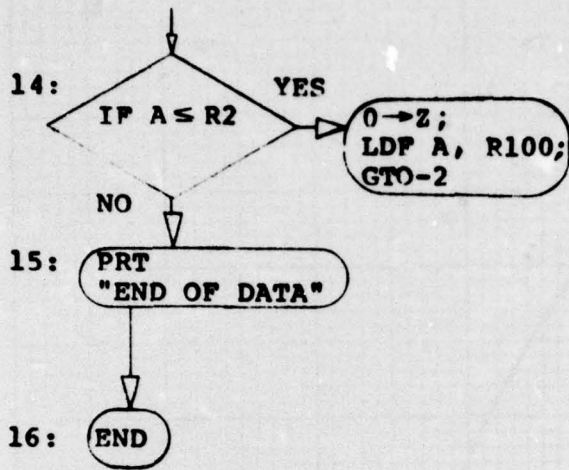 14:
IF A ≤ R2
YES
0→Z;
LDF A, R100;
GTO-2
NO
15:
PRT
"END OF DATA"
16:
END